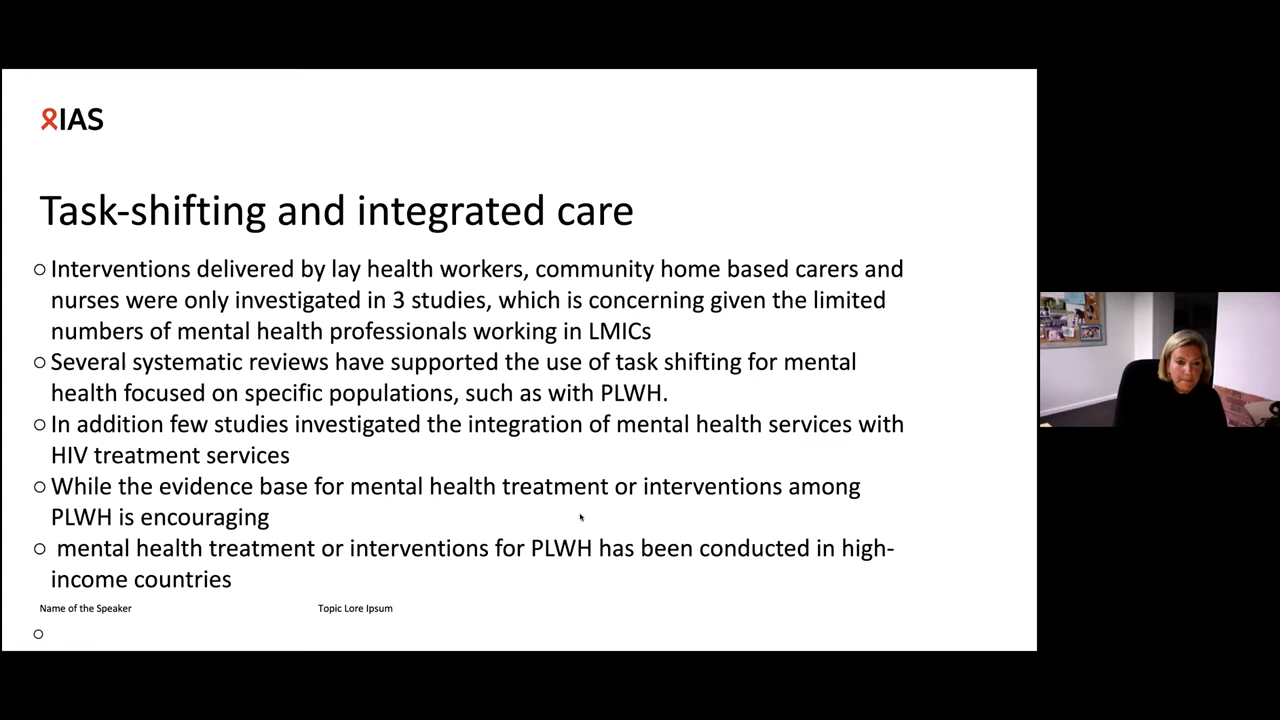 IAS
Task-shifting and integrated care
○ Interventions delivered by lay health workers, community home based carers and
nurses were only investigated in 3 studies, which is concerning given the limited
numbers of mental health professionals working in LMICs
○ Several systematic reviews have supported the use of task shifting for mental
health focused on specific populations, such as with PLWH.
○ In addition few studies investigated the integration of mental health services with
HIV treatment services
○ While the evidence base for mental health treatment or interventions among
PLWH is encouraging
○ mental health treatment or interventions for PLWH has been conducted in high-
income countries
Name of the Speaker
Topic Lore Ipsum
○